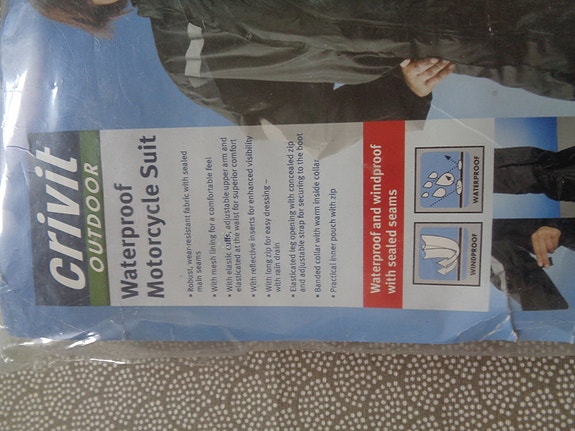 crivit
OUTDOOR
Waterproof
Motorcycle Suit
• Robust, wear-resistant fabric with sealed
main seams
• With mesh lining for a comfortable feel
• With elastic cuffs, adjustable upper arm and
elasticated at the waist for superior comfort
• With reflective inserts for enhanced visibility
• With long zip for easy dressing –
with rain drain
• Elasticated leg opening with concealed zip
and adjustable strap for securing to the boot
• Banded collar with warm inside collar
• Practical inner pouch with zip
Waterproof and windproof
with sealed seams
WATERPROOF
WINDPROOF